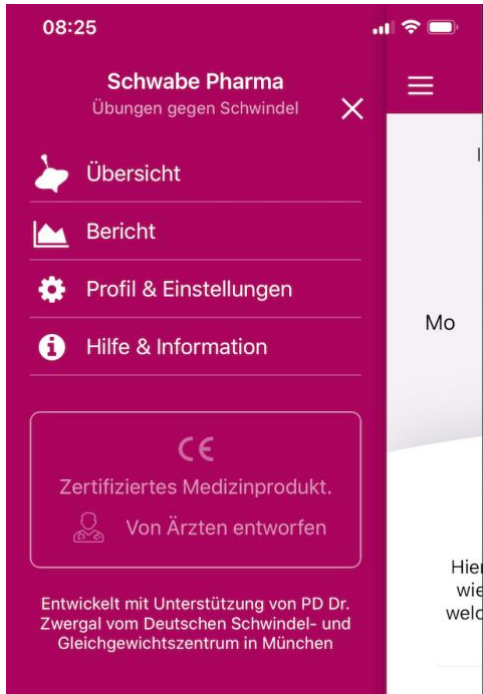 08:25
Schwabe Pharma
Übungen gegen Schwindel
Übersicht
Bericht
Profil & Einstellungen
Hilfe & Information
CE
Zertifiziertes Medizinprodukt.
Von Ärzten entworfen
Entwickelt mit Unterstützung von PD Dr.
Zwergal vom Deutschen Schwindel- und
Gleichgewichtszentrum in München
Mo
Hier
wie